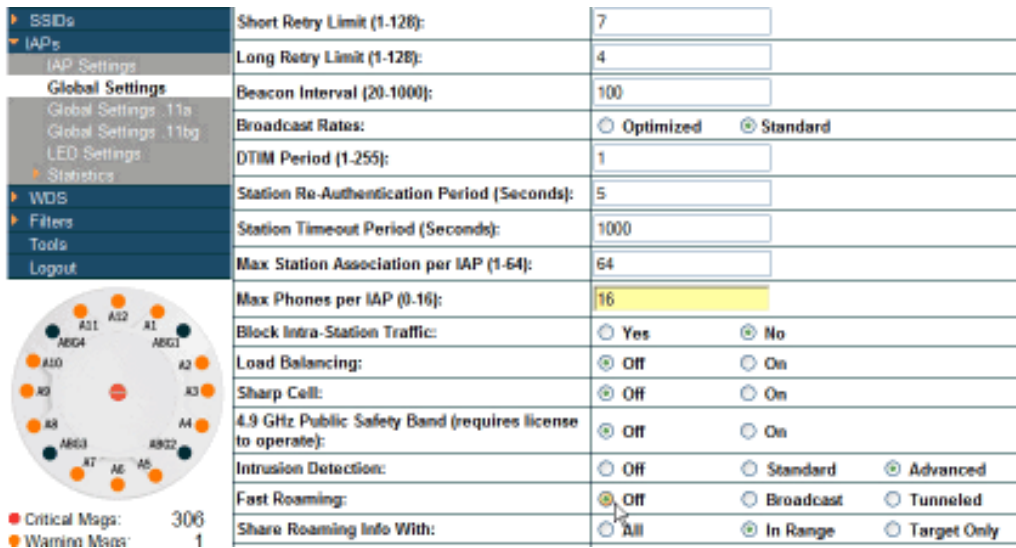 SSIDs
IAPs
IAP Settings
Global Settings
Global Settings .11a
Global Settings .11bg
LED Settings
Statistics
WDS
Filters
Tools
Logout
A12
A11
A1
ABG4
ABG1
A10
A2
A9
A3
A8
A4
ABG3
ABG2
A7
A6
A5
Critical Msgs: 306
Warning Msgs: 1
Short Retry Limit (1-128): 7
Long Retry Limit (1-128): 4
Beacon Interval (20-1000): 100
Broadcast Rates: Optimized Standard
DTIM Period (1-255): 1
Station Re-Authentication Period (Seconds): 5
Station Timeout Period (Seconds): 1000
Max Station Association per IAP (1-64): 64
Max Phones per IAP (0-16): 16
Block Intra-Station Traffic: Yes No
Load Balancing: Off On
Sharp Cell: Off On
4.9 GHz Public Safety Band (requires license
to operate): Off On
Intrusion Detection: Off Standard Advanced
Fast Roaming: Off Broadcast Tunneled
Share Roaming Info With: All In Range Target Only